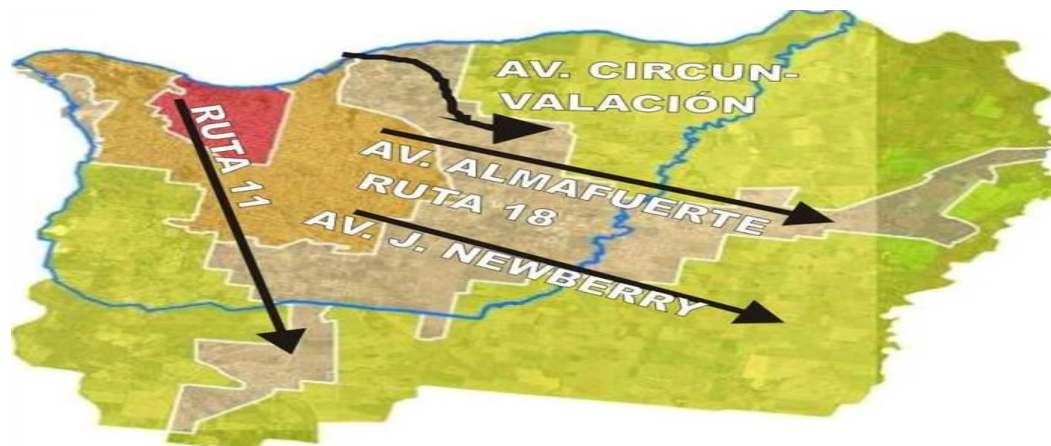 AV. CIRCUN-
VALACIÓN
RUTA 11
AV. ALMAFUERTE
RUTA 18
AV. J. NEWBERRY